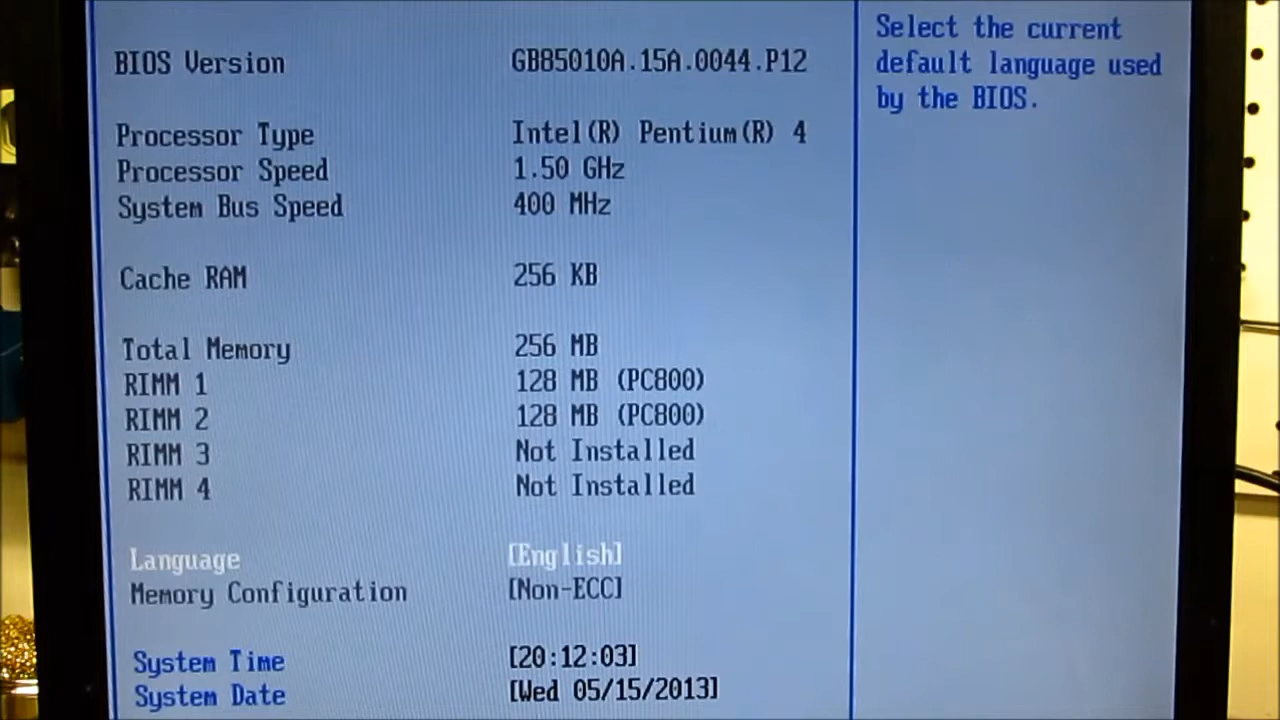 BIOS Version GB85010A.15A.0044.P12
Processor Type Intel(R) Pentium(R) 4
Processor Speed 1.50 GHz
System Bus Speed 400 MHz
Cache RAM 256 KB
Total Memory 256 MB
RIMM 1 128 MB (PC800)
RIMM 2 128 MB (PC800)
RIMM 3 Not Installed
RIMM 4 Not Installed
Language [English]
Memory Configuration [Non-ECC]
System Time [20:12:03]
System Date [Wed 05/15/2013]
Select the current
default language used
by the BIOS.